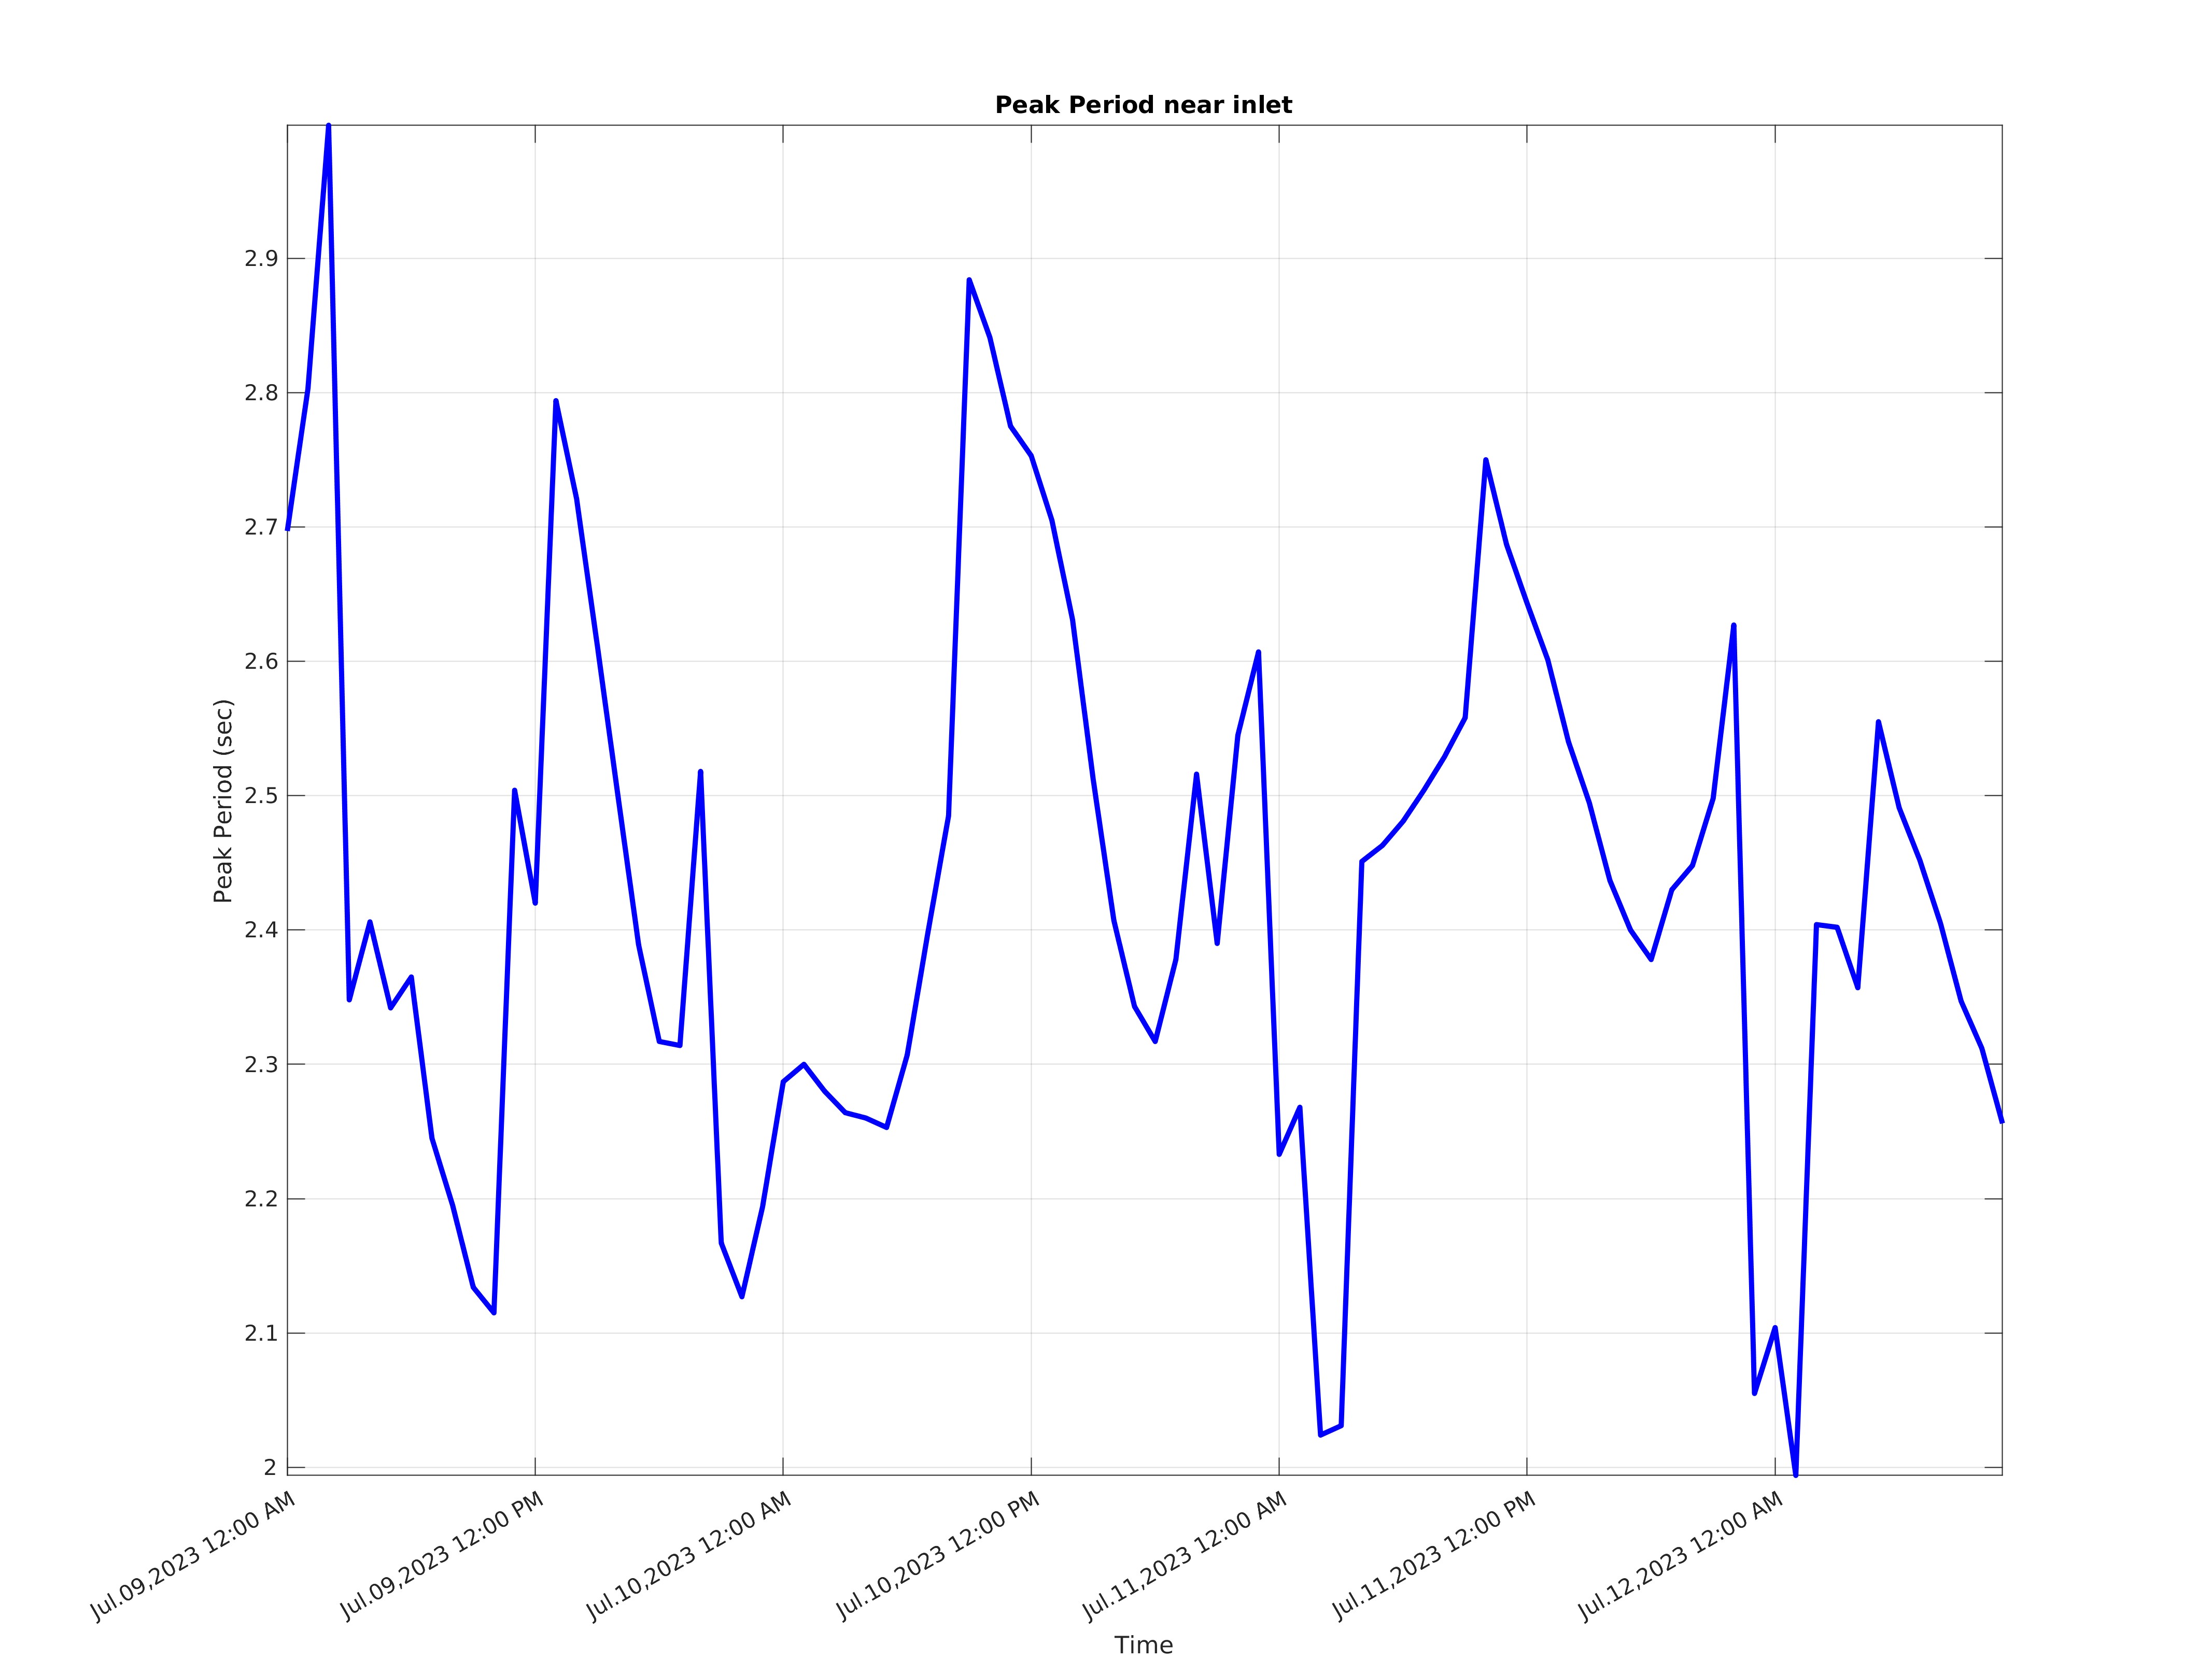 Peak Period near inlet
Peak Period (sec)
2.9
2.8
2.7
2.6
2.5
2.4
2.3
2.2
2.1
2
Jul.09,2023 12:00 AM
Jul.09,2023 12:00 PM
Jul.10,2023 12:00 AM
Jul.10,2023 12:00 PM
Jul.11,2023 12:00 AM
Jul.11,2023 12:00 PM
Jul.12,2023 12:00 AM
Time